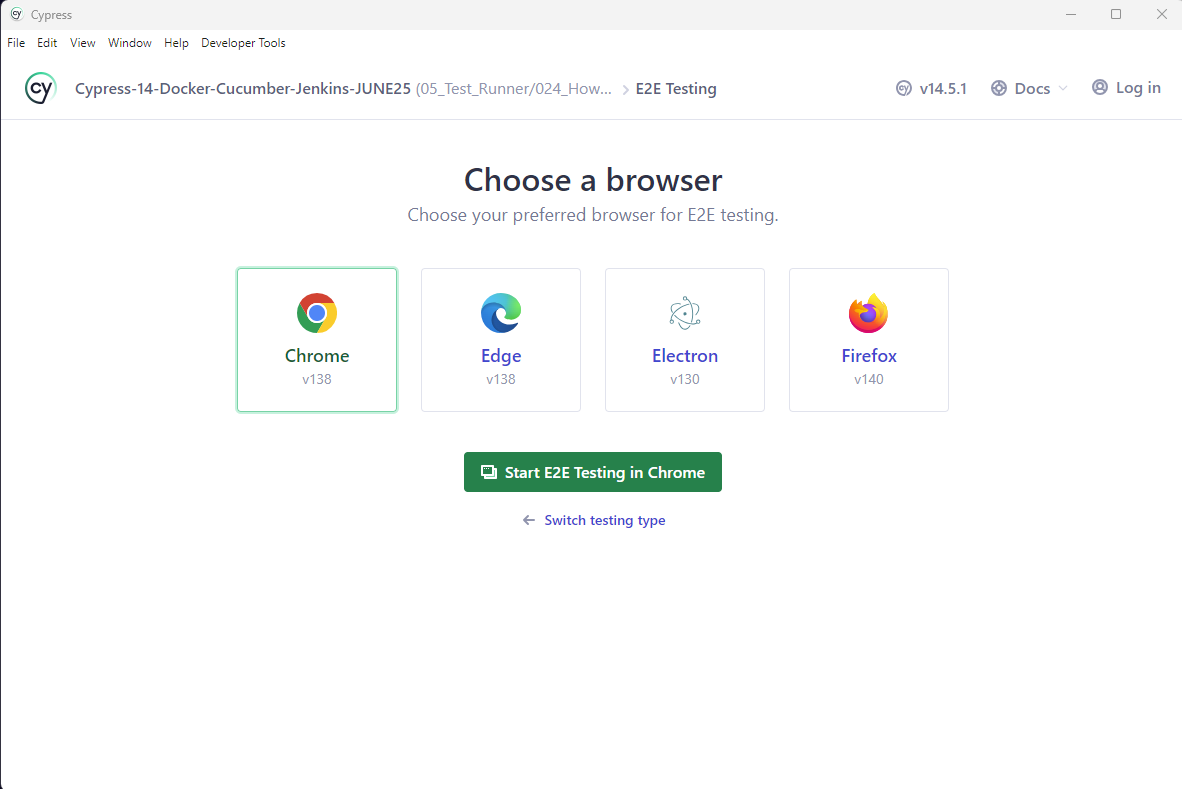 Cypress
File Edit View Window Help Developer Tools
cy Cypress-14-Docker-Cucumber-Jenkins-JUNE25 (05_Test_Runner/024_How... > E2E Testing v14.5.1 Docs Log in
Choose a browser
Choose your preferred browser for E2E testing.
Chrome Edge Electron Firefox
v138 v138 v130 v140
Start E2E Testing in Chrome
← Switch testing type